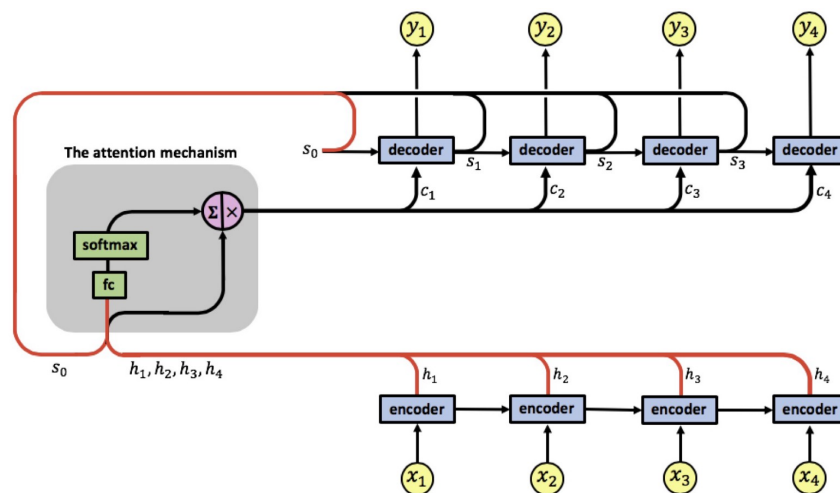 y₁ y₂ y₃ y₄
The attention mechanism
s₀ decoder s₁ decoder s₂ decoder s₃ decoder
c₁ c₂ c₃ c₄
Σ ×
softmax
fc
s₀ h₁, h₂, h₃, h₄
h₁ h₂ h₃ h₄
encoder encoder encoder encoder
x₁ x₂ x₃ x₄